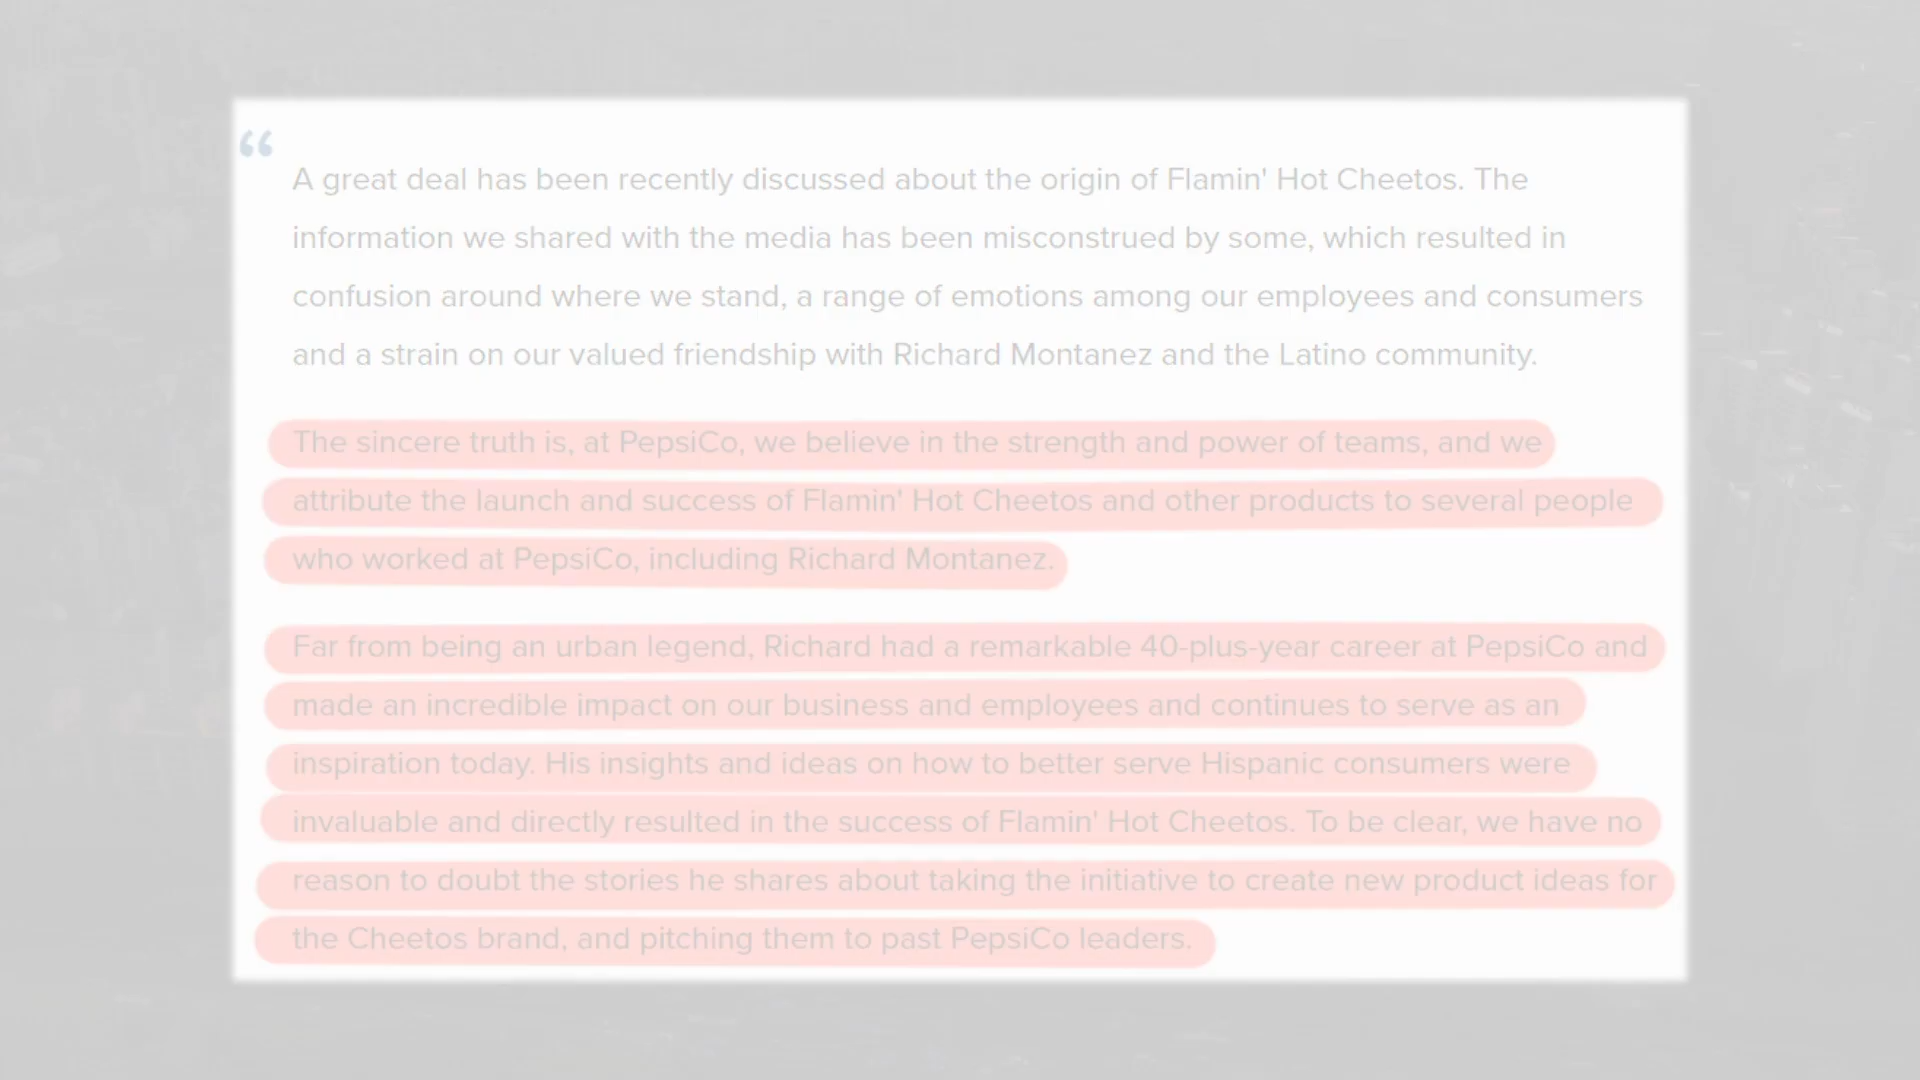 “
A great deal has been recently discussed about the origin of Flamin' Hot Cheetos. The
information we shared with the media has been misconstrued by some, which resulted in
confusion around where we stand, a range of emotions among our employees and consumers
and a strain on our valued friendship with Richard Montanez and the Latino community.
The sincere truth is, at PepsiCo, we believe in the strength and power of teams, and we
attribute the launch and success of Flamin' Hot Cheetos and other products to several people
who worked at PepsiCo, including Richard Montanez.
Far from being an urban legend, Richard had a remarkable 40-plus-year career at PepsiCo and
made an incredible impact on our business and employees and continues to serve as an
inspiration today. His insights and ideas on how to better serve Hispanic consumers were
invaluable and directly resulted in the success of Flamin' Hot Cheetos. To be clear, we have no
reason to doubt the stories he shares about taking the initiative to create new product ideas for
the Cheetos brand, and pitching them to past PepsiCo leaders.